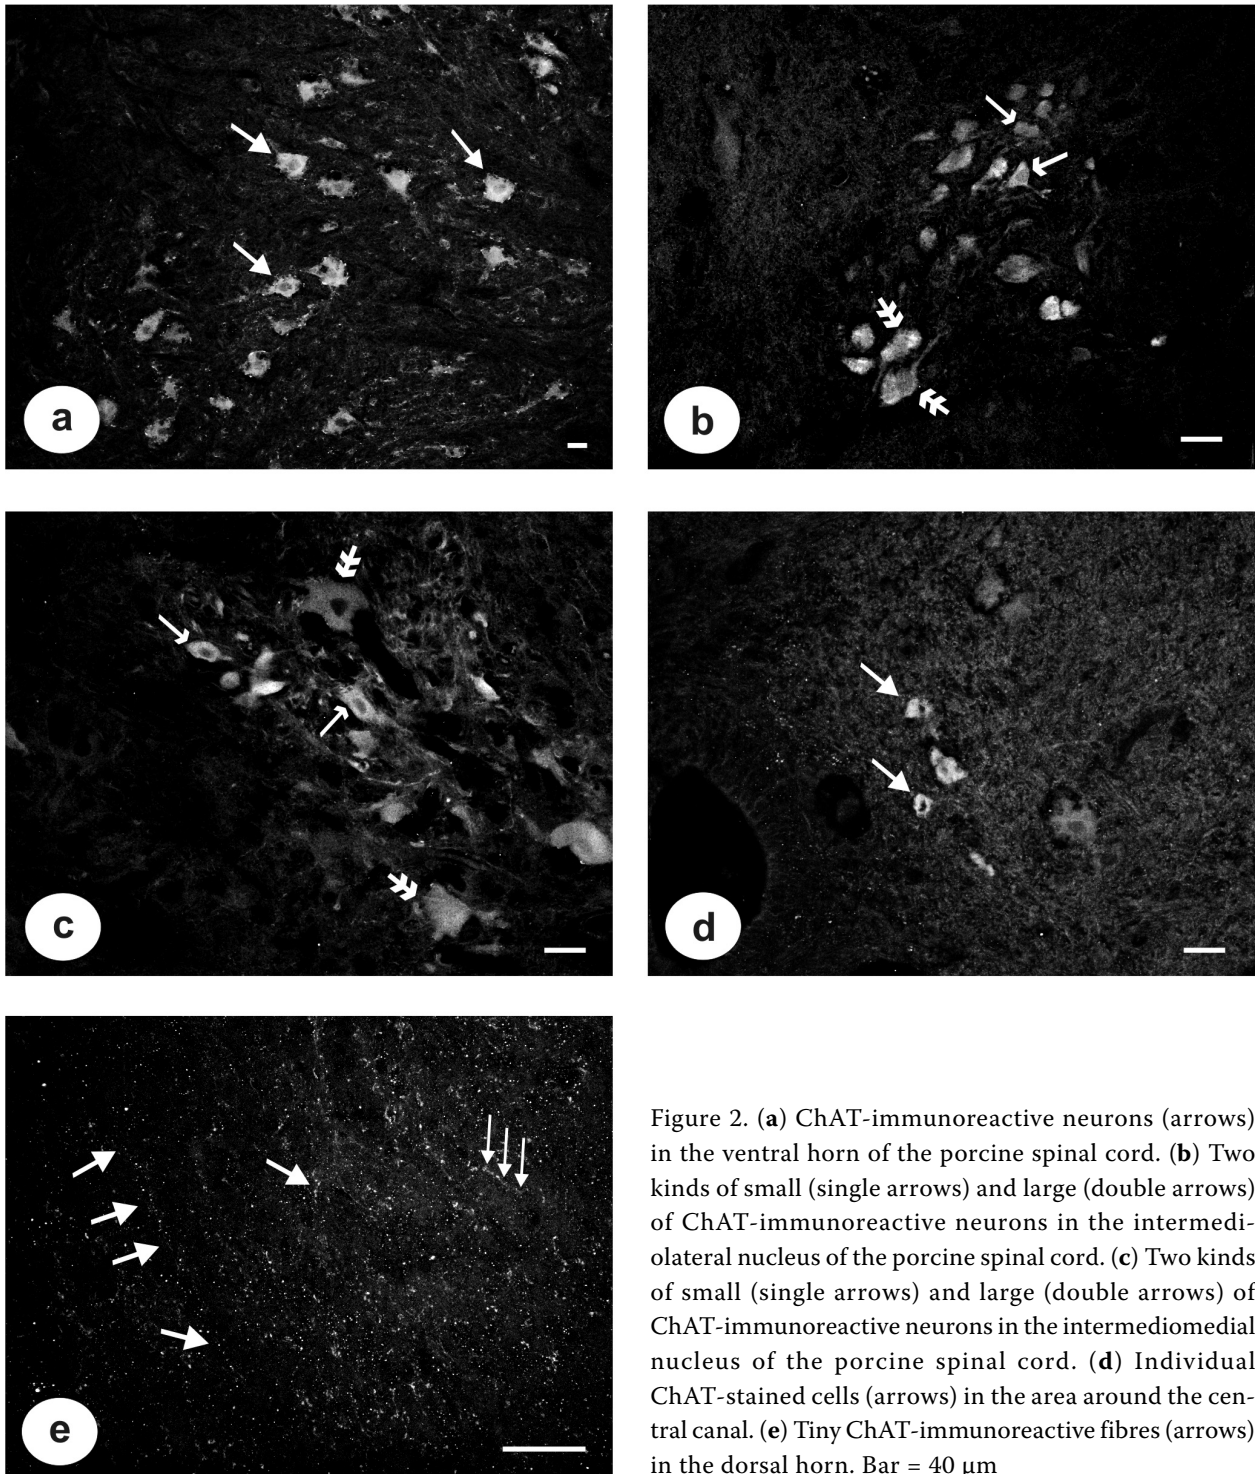 a
b
c
d
e
Figure 2. (a) ChAT-immunoreactive neurons (arrows)
in the ventral horn of the porcine spinal cord. (b) Two
kinds of small (single arrows) and large (double arrows)
of ChAT-immunoreactive neurons in the intermedi-
olateral nucleus of the porcine spinal cord. (c) Two kinds
of small (single arrows) and large (double arrows) of
ChAT-immunoreactive neurons in the intermediomedial
nucleus of the porcine spinal cord. (d) Individual
ChAT-stained cells (arrows) in the area around the cen-
tral canal. (e) Tiny ChAT-immunoreactive fibres (arrows)
in the dorsal horn. Bar = 40 µm